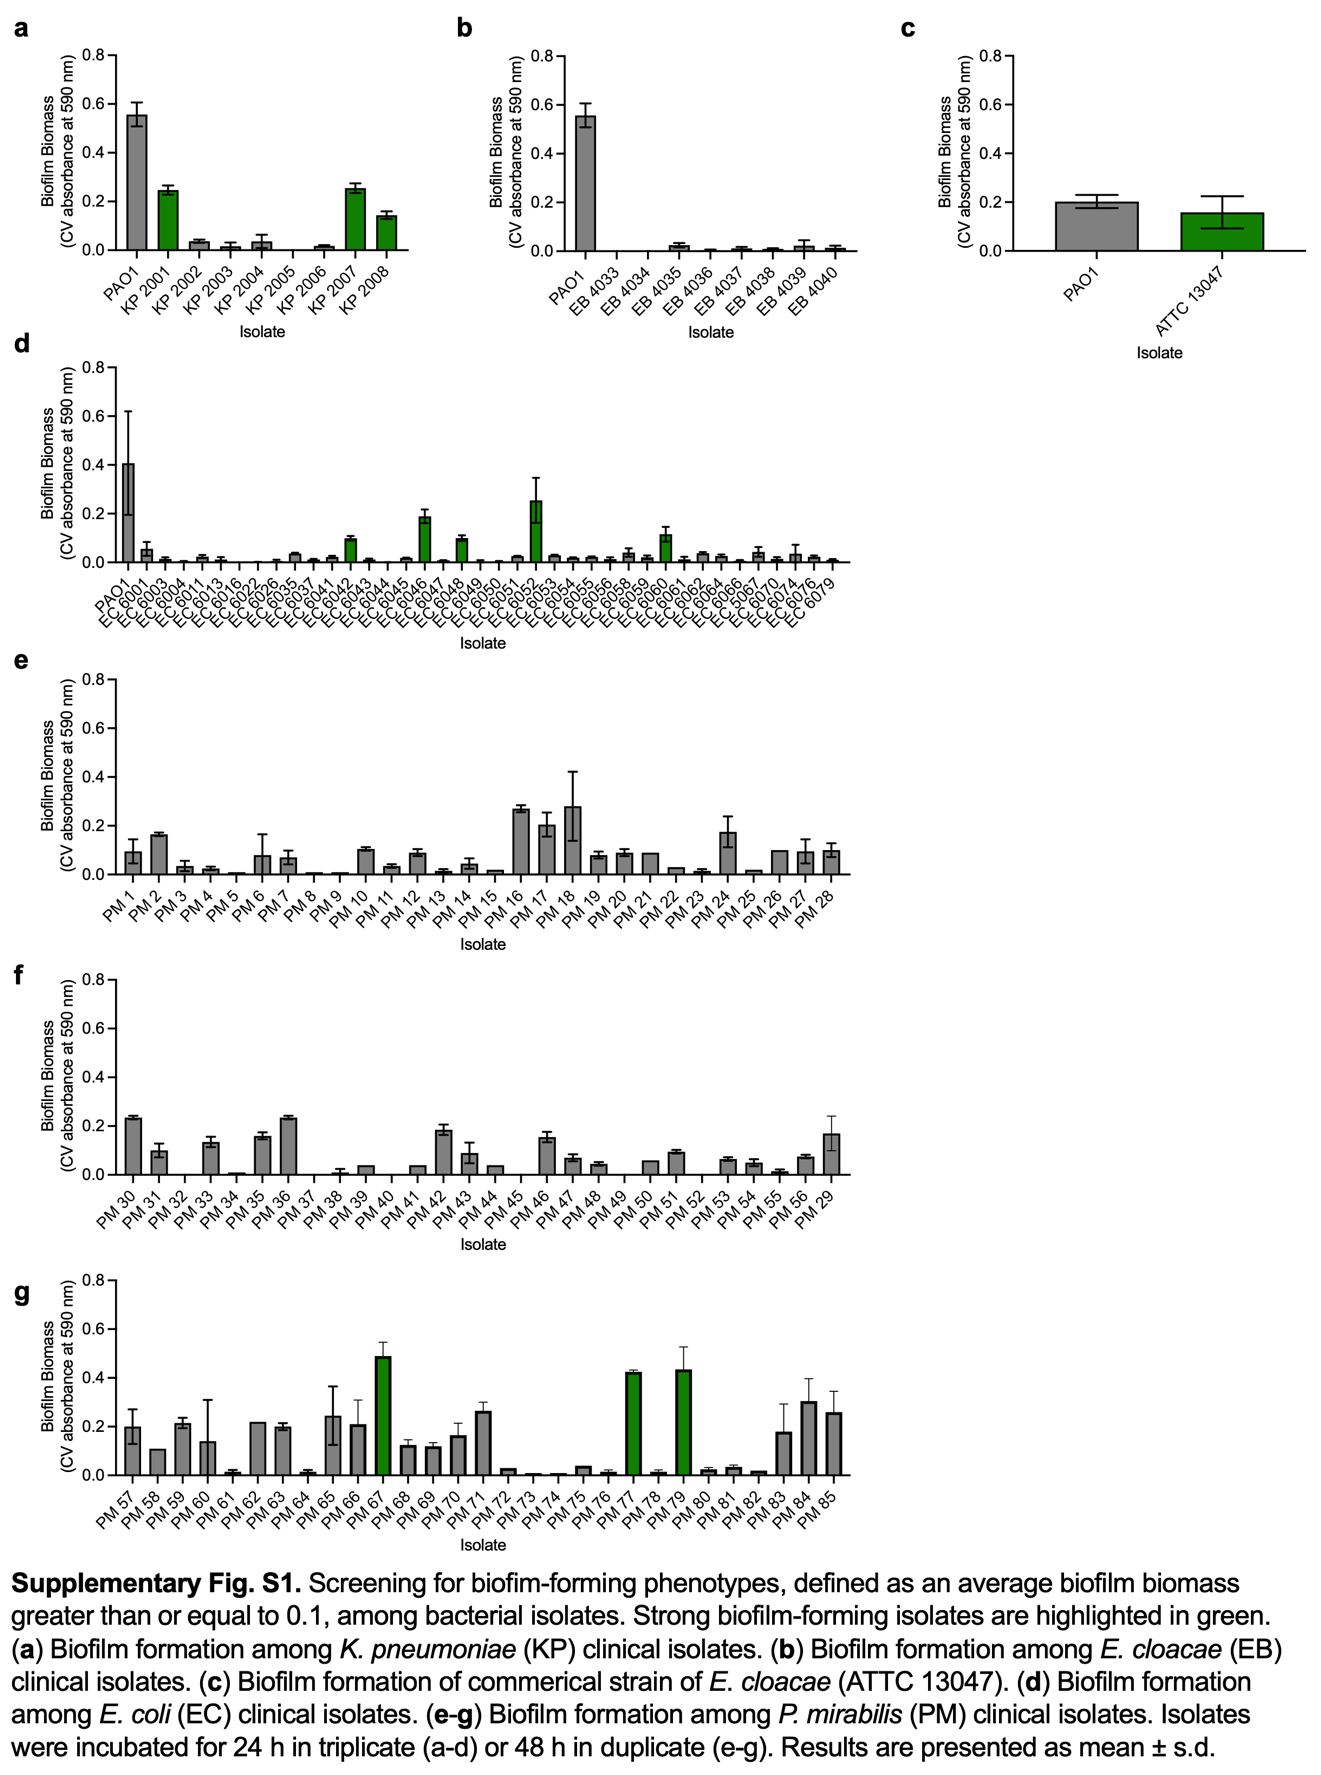 a
Biofilm Biomass
(CV absorbance at 590 nm)
0.8
0.6
0.4
0.2
0.0
PAO1
KP 2001
KP 2002
KP 2003
KP 2004
KP 2005
KP 2006
KP 2007
KP 2008
Isolate
b
Biofilm Biomass
(CV absorbance at 590 nm)
0.8
0.6
0.4
0.2
0.0
PAO1
EB 4033
EB 4034
EB 4035
EB 4036
EB 4037
EB 4038
EB 4039
EB 4040
Isolate
c
Biofilm Biomass
(CV absorbance at 590 nm)
0.8
0.6
0.4
0.2
0.0
PAO1
ATTC 13047
Isolate
d
Biofilm Biomass
(CV absorbance at 590 nm)
0.8
0.6
0.4
0.2
0.0
PAO1
EC 6001
EC 6003
EC 6004
EC 6011
EC 6013
EC 6016
EC 6022
EC 6026
EC 6035
EC 6037
EC 6041
EC 6042
EC 6043
EC 6044
EC 6045
EC 6046
EC 6047
EC 6048
EC 6049
EC 6050
EC 6051
EC 6052
EC 6053
EC 6054
EC 6055
EC 6056
EC 6058
EC 6059
EC 6060
EC 6061
EC 6062
EC 6064
EC 6066
EC 5067
EC 6070
EC 6074
EC 6076
EC 6079
Isolate
e
Biofilm Biomass
(CV absorbance at 590 nm)
0.8
0.6
0.4
0.2
0.0
PM 1
PM 2
PM 3
PM 4
PM 5
PM 6
PM 7
PM 8
PM 9
PM 10
PM 11
PM 12
PM 13
PM 14
PM 15
PM 16
PM 17
PM 18
PM 19
PM 20
PM 21
PM 22
PM 23
PM 24
PM 25
PM 26
PM 27
PM 28
Isolate
f
Biofilm Biomass
(CV absorbance at 590 nm)
0.8
0.6
0.4
0.2
0.0
PM 30
PM 31
PM 32
PM 33
PM 34
PM 35
PM 36
PM 37
PM 38
PM 39
PM 40
PM 41
PM 42
PM 43
PM 44
PM 45
PM 46
PM 47
PM 48
PM 49
PM 50
PM 51
PM 52
PM 53
PM 54
PM 55
PM 56
PM 29
Isolate
g
Biofilm Biomass
(CV absorbance at 590 nm)
0.8
0.6
0.4
0.2
0.0
PM 57
PM 58
PM 59
PM 60
PM 61
PM 62
PM 63
PM 64
PM 65
PM 66
PM 67
PM 68
PM 69
PM 70
PM 71
PM 72
PM 73
PM 74
PM 75
PM 76
PM 77
PM 78
PM 79
PM 80
PM 81
PM 82
PM 83
PM 84
PM 85
Isolate
Supplementary Fig. S1. Screening for biofim-forming phenotypes, defined as an average biofilm biomass
greater than or equal to 0.1, among bacterial isolates. Strong biofilm-forming isolates are highlighted in green.
(a) Biofilm formation among K. pneumoniae (KP) clinical isolates. (b) Biofilm formation among E. cloacae (EB)
clinical isolates. (c) Biofilm formation of commerical strain of E. cloacae (ATTC 13047). (d) Biofilm formation
among E. coli (EC) clinical isolates. (e-g) Biofilm formation among P. mirabilis (PM) clinical isolates. Isolates
were incubated for 24 h in triplicate (a-d) or 48 h in duplicate (e-g). Results are presented as mean ± s.d.